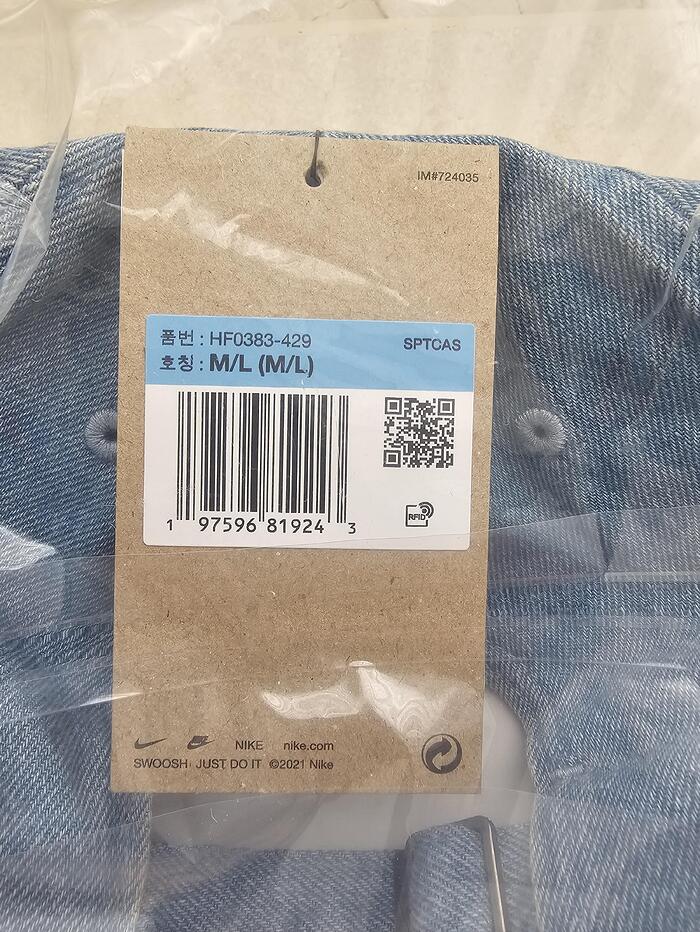 IM#724035
품번 : HF0383-429
SPTCAS
호칭 : M/L (M/L)
1 97596 81924 3
RFID
NIKE nike.com
SWOOSH JUST DO IT ©2021 Nike